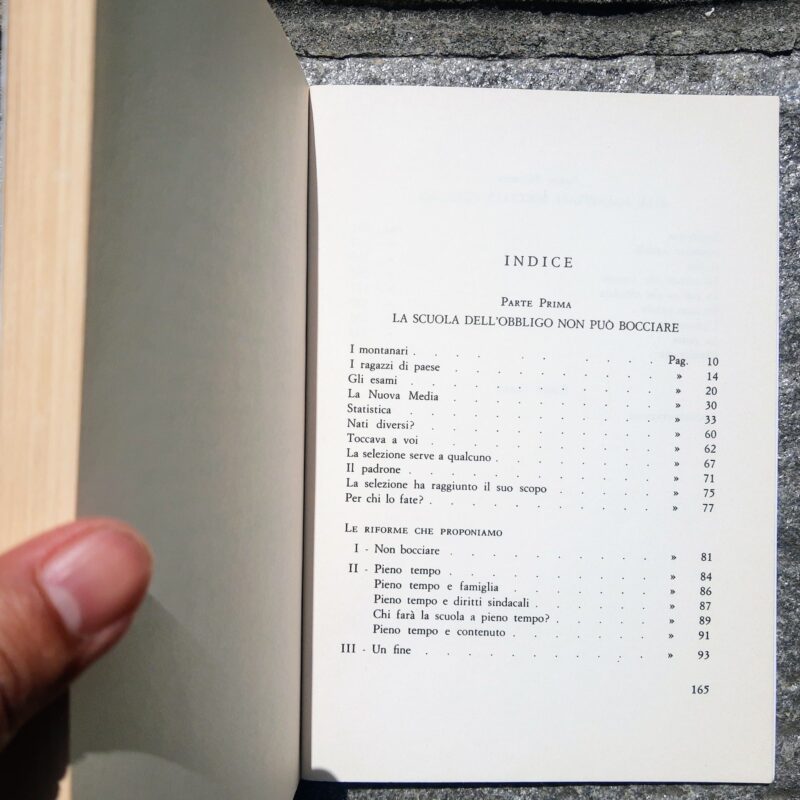 INDICE
Parte Prima
LA SCUOLA DELL'OBBLIGO NON PUÒ BOCCIARE
I montanari . . . . . . . . . Pag. 10
I ragazzi di paese . . . . . . . . » 14
Gli esami . . . . . . . . . » 20
La Nuova Media . . . . . . . . » 30
Statistica . . . . . . . . . » 33
Nati diversi? . . . . . . . . . » 60
Toccava a voi . . . . . . . . . » 62
La selezione serve a qualcuno . . . . . . » 67
Il padrone . . . . . . . . . » 71
La selezione ha raggiunto il suo scopo . . . . » 75
Per chi lo fate? . . . . . . . . . » 77
Le riforme che proponiamo
I - Non bocciare . . . . . . . . » 81
II - Pieno tempo . . . . . . . . » 84
Pieno tempo e famiglia . . . . . . » 86
Pieno tempo e diritti sindacali . . . . . » 87
Chi farà la scuola a pieno tempo? . . . . » 89
Pieno tempo e contenuto . . . . . . » 91
III - Un fine . . . . . . . . . » 93
165